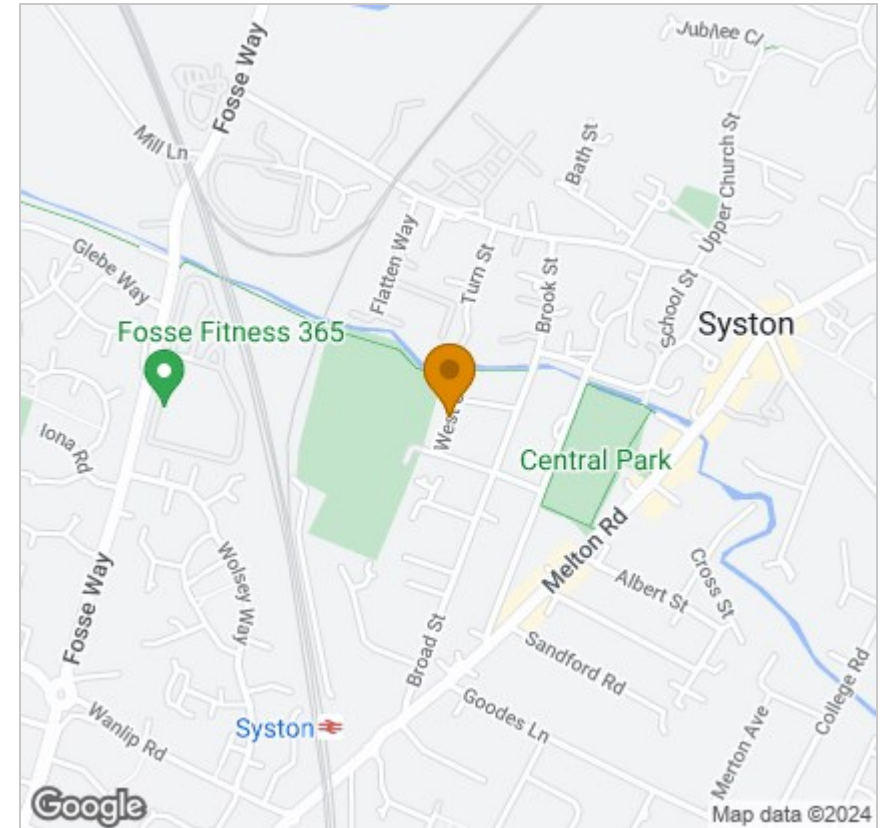 Jubilee Cl
Fosse Way
Mill Ln
Bath St
Upper Church St
Glebe Way
Flatten Way
Turn St
Brook St
School St
Syston
Fosse Fitness 365
West
Iona Rd
Central Park
Melton Rd
Wolsey Way
Albert St
Cross St
Fosse Way
Broad St
Sandford Rd
Goodes Ln
Merton Ave
College Rd
Syston
Wanlip Rd
Google
Map data ©2024